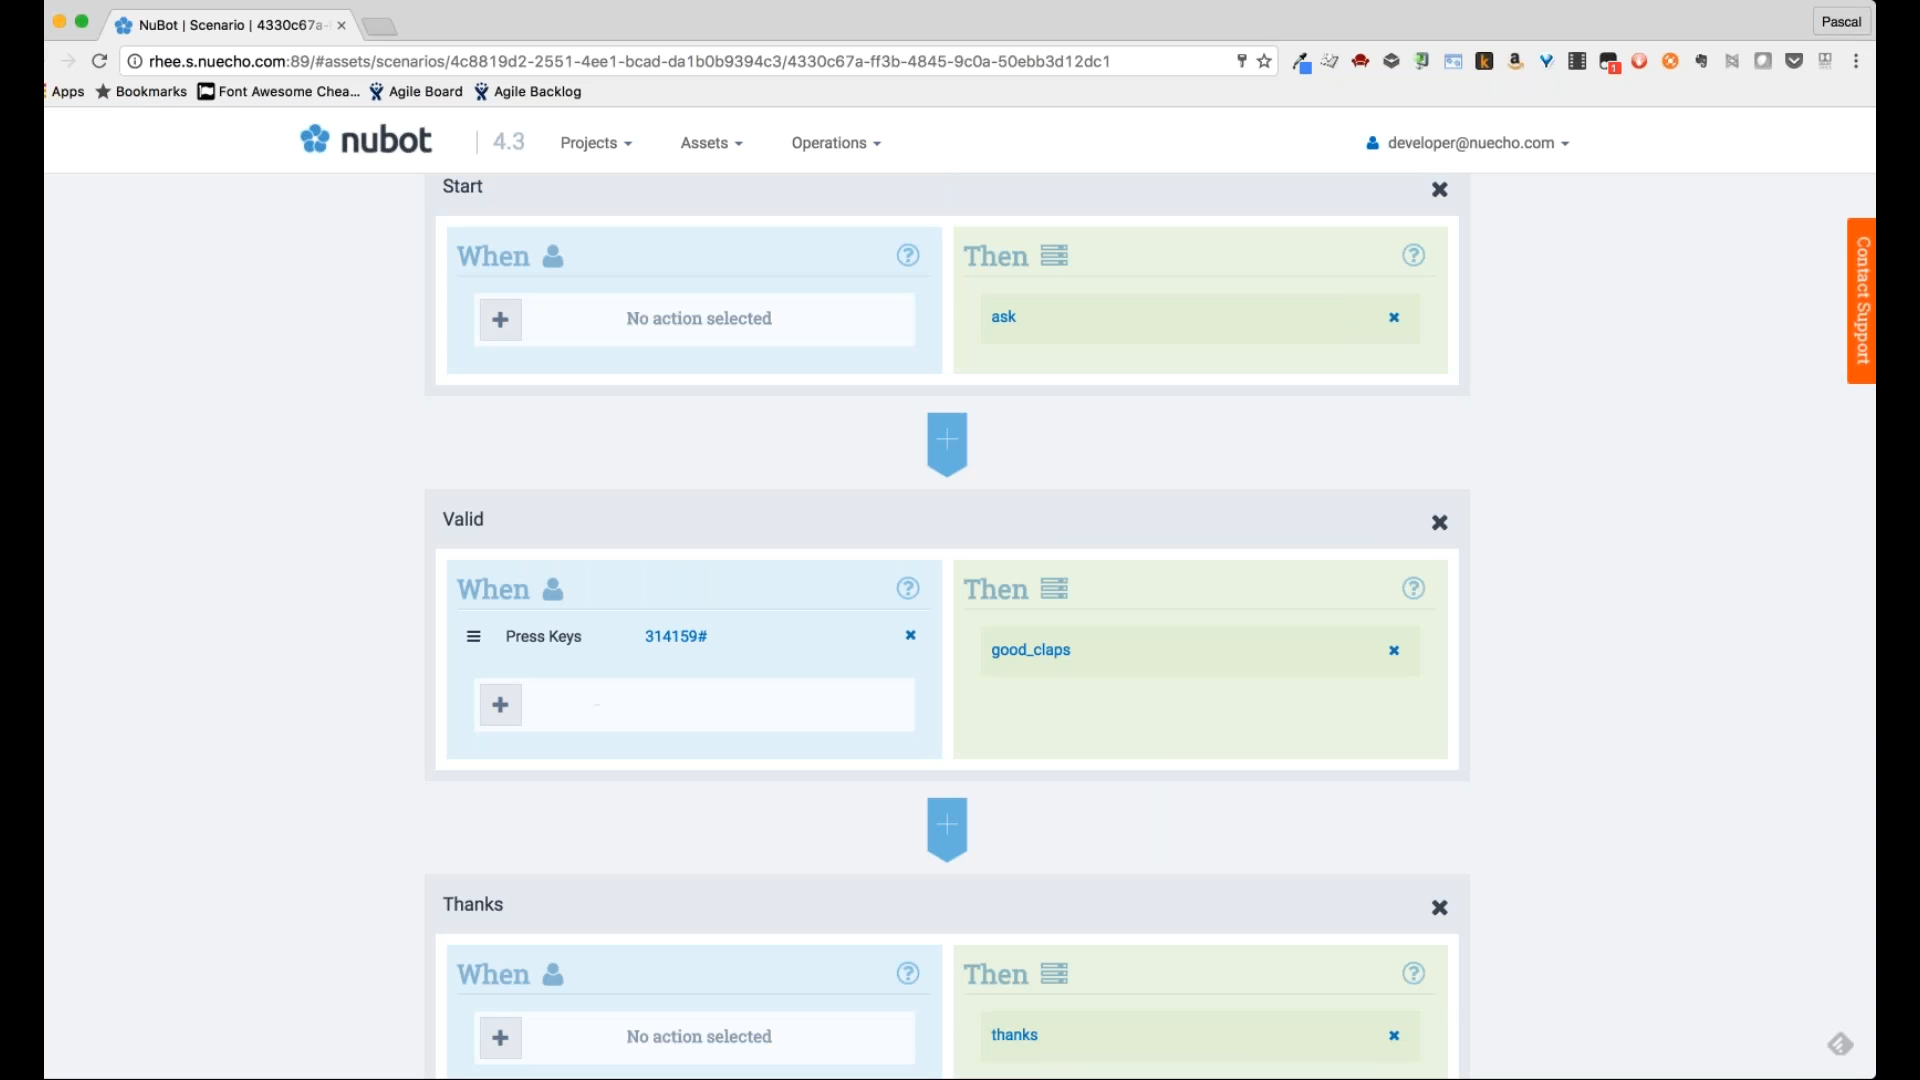 NuBot | Scenario | 4330c67a-
Pascal
rhee.s.nuecho.com:89/#assets/scenarios/4c8819d2-2551-4ee1-bcad-da1b0b9394c3/4330c67a-ff3b-4845-9c0a-50ebb3d12dc1
Apps Bookmarks Font Awesome Chea... Agile Board Agile Backlog
nubot 4.3 Projects Assets Operations developer@nuecho.com
Start
When ? Then ?
No action selected ask
Contact Support
Valid
When ? Then ?
Press Keys 314159# good_claps
Thanks
When ? Then ?
No action selected thanks